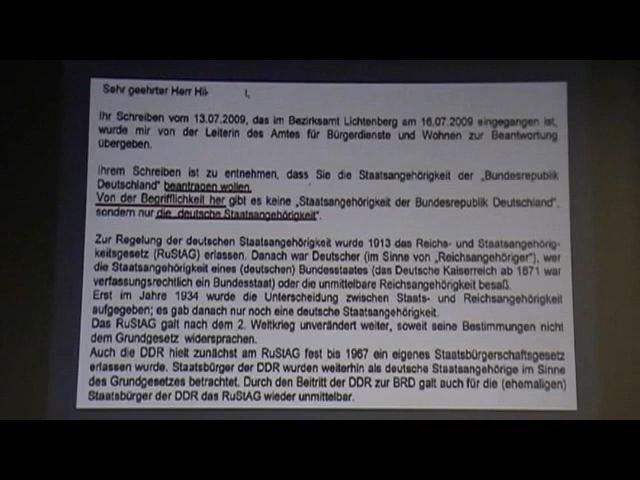 Sehr geehrter Herr Hi
Ihr Schreiben vom 13.07.2009, das im Bezirksamt Lichtenberg am 16.07.2009 eingegangen ist,
wurde mir von der Leiterin des Amtes für Bürgerdienste und Wohnen zur Beantwortung
übergeben.
Ihrem Schreiben ist zu entnehmen, dass Sie die Staatsangehörigkeit der „Bundesrepublik
Deutschland" beantragen wollen.
Von der Begrifflichkeit her gibt es keine „Staatsangehörigkeit der Bundesrepublik Deutschland",
sondern nur die „deutsche Staatsangehörigkeit".
Zur Regelung der deutschen Staatsangehörigkeit wurde 1913 das Reichs- und Staatsangehörig-
keitsgesetz (RuStAG) erlassen. Danach war Deutscher (im Sinne von „Reichsangehöriger"), wer
die Staatsangehörigkeit eines (deutschen) Bundesstaates (das Deutsche Kaiserreich ab 1871 war
verfassungsrechtlich ein Bundesstaat) oder die unmittelbare Reichsangehörigkeit besaß.
Erst im Jahre 1934 wurde die Unterscheidung zwischen Staats- und Reichsangehörigkeit
aufgegeben; es gab danach nur noch eine deutsche Staatsangehörigkeit.
Das RuStAG galt nach dem 2. Weltkrieg unverändert weiter, soweit seine Bestimmungen nicht
dem Grundgesetz widersprachen.
Auch die DDR hielt zunächst am RuStAG fest bis 1967 ein eigenes Staatsbürgerschaftsgesetz
erlassen wurde. Staatsbürger der DDR wurden weiterhin als deutsche Staatsangehörige im Sinne
des Grundgesetzes betrachtet. Durch den Beitritt der DDR zur BRD galt auch für die (ehemaligen)
Staatsbürger der DDR das RuStAG wieder unmittelbar.